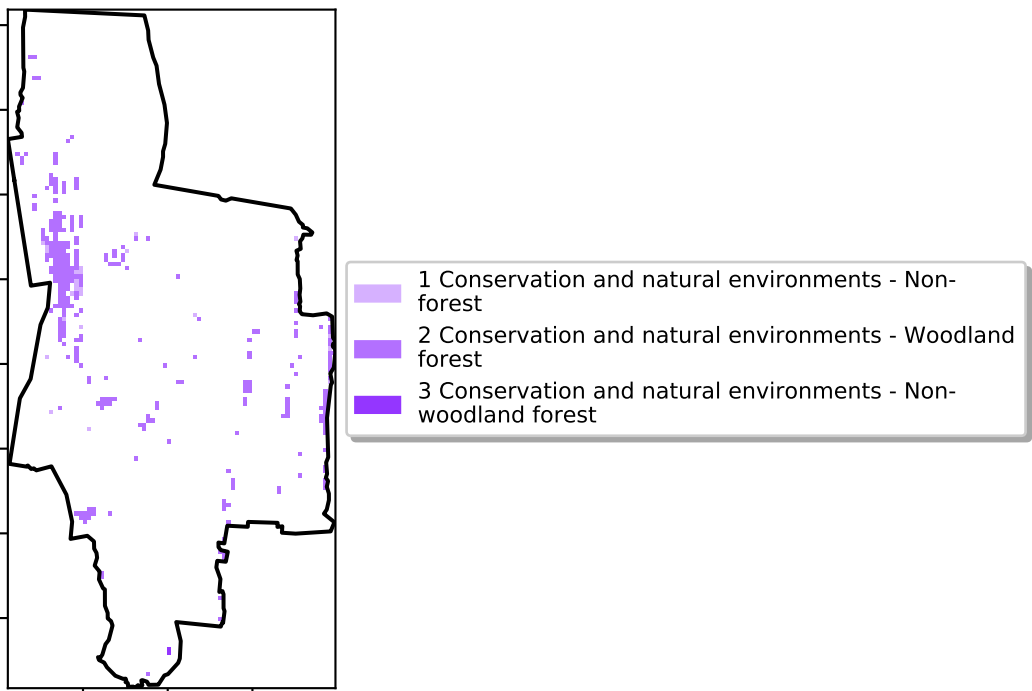 1 Conservation and natural environments - Non-
forest
2 Conservation and natural environments - Woodland
forest
3 Conservation and natural environments - Non-
woodland forest